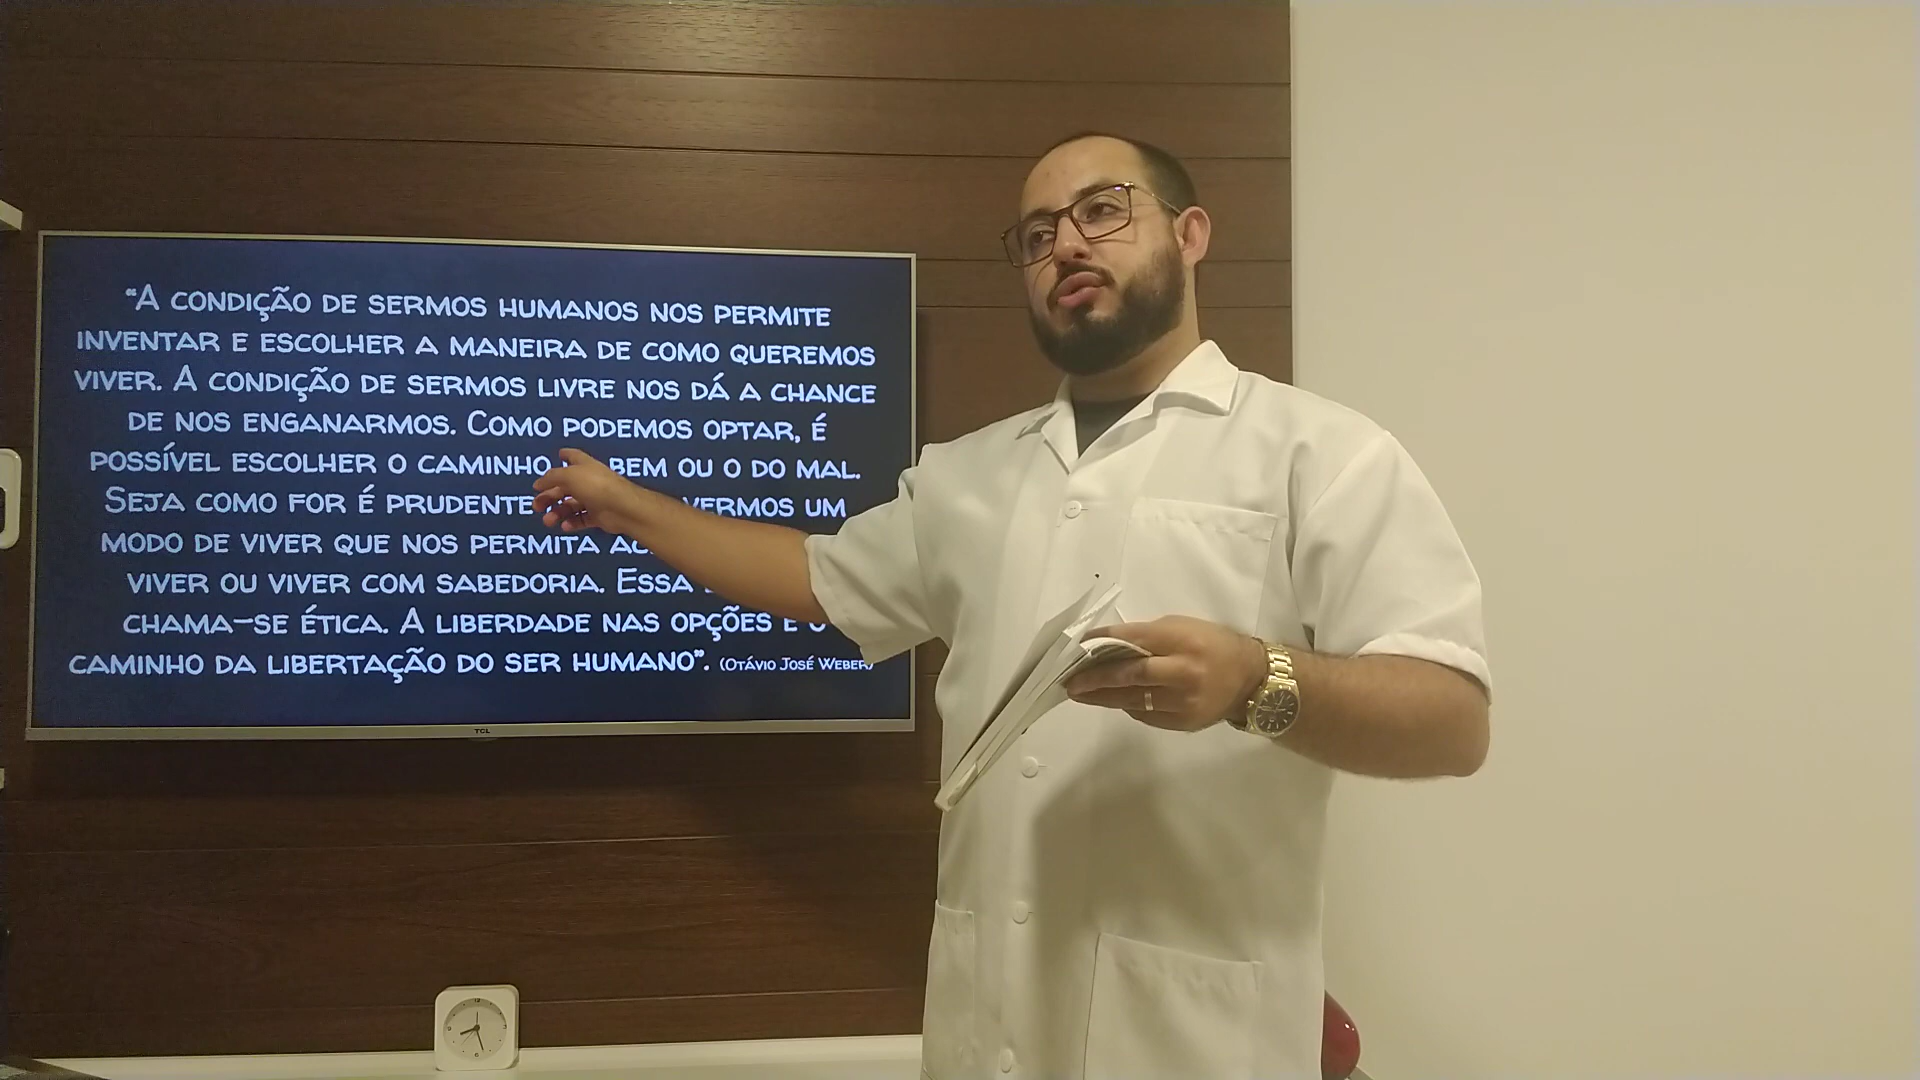 “A CONDIÇÃO DE SERMOS HUMANOS NOS PERMITE
INVENTAR E ESCOLHER A MANEIRA DE COMO QUEREMOS
VIVER. A CONDIÇÃO DE SERMOS LIVRE NOS DÁ A CHANCE
DE NOS ENGANARMOS. COMO PODEMOS OPTAR, É
POSSÍVEL ESCOLHER O CAMINHO BEM OU O DO MAL.
SEJA COMO FOR É PRUDENTE UM
MODO DE VIVER QUE NOS PERMITA
VIVER OU VIVER COM SABEDORIA. ESSA
CHAMA-SE ÉTICA. A LIBERDADE NAS OPÇÕES É O
CAMINHO DA LIBERTAÇÃO DO SER HUMANO”. (OTÁVIO JOSÉ WEBER)
TCL